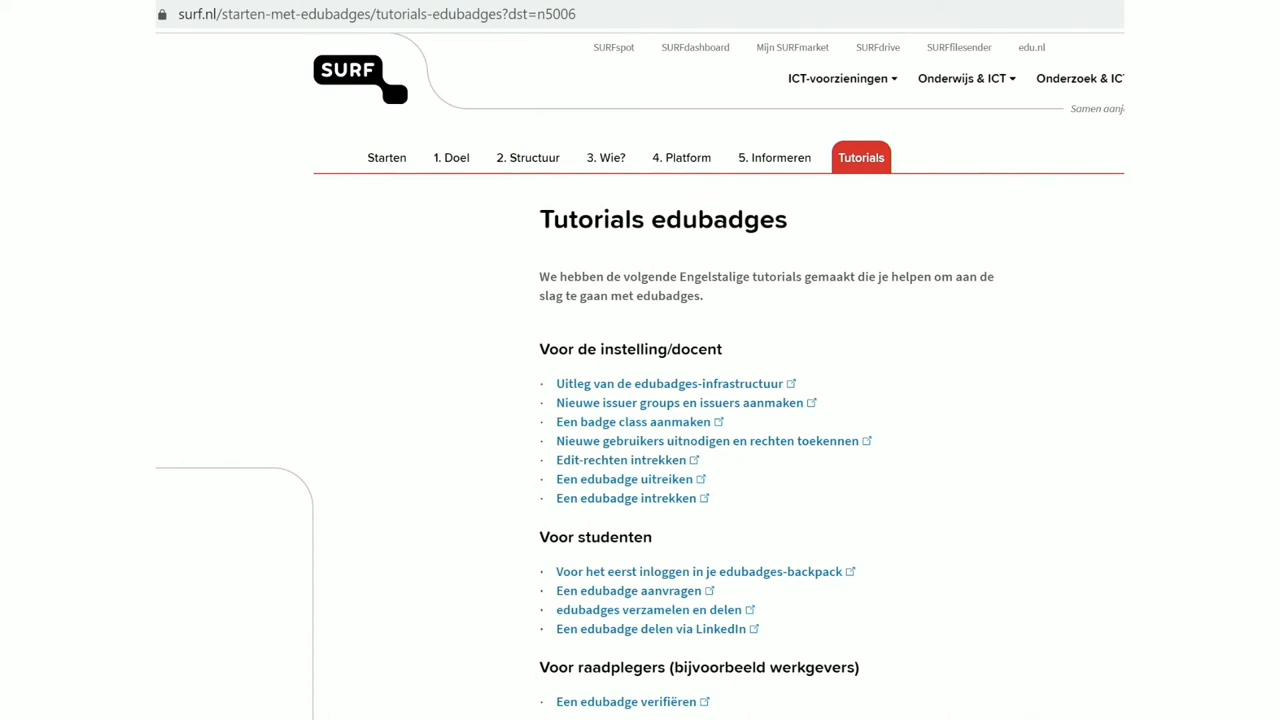 surf.nl/starten-met-edubadges/tutorials-edubadges?dst=n5006
SURFspot SURFdashboard Mijn SURFmarket SURFdrive SURFfilesender edu.nl
SURF
ICT-voorzieningen Onderwijs & ICT Onderzoek & IC
Samen aanj
Starten 1. Doel 2. Structuur 3. Wie? 4. Platform 5. Informeren Tutorials
Tutorials edubadges
We hebben de volgende Engelstalige tutorials gemaakt die je helpen om aan de
slag te gaan met edubadges.
Voor de instelling/docent
· Uitleg van de edubadges-infrastructuur
· Nieuwe issuer groups en issuers aanmaken
· Een badge class aanmaken
· Nieuwe gebruikers uitnodigen en rechten toekennen
· Edit-rechten intrekken
· Een edubadge uitreiken
· Een edubadge intrekken
Voor studenten
· Voor het eerst inloggen in je edubadges-backpack
· Een edubadge aanvragen
· edubadges verzamelen en delen
· Een edubadge delen via LinkedIn
Voor raadplegers (bijvoorbeeld werkgevers)
· Een edubadge verifiëren